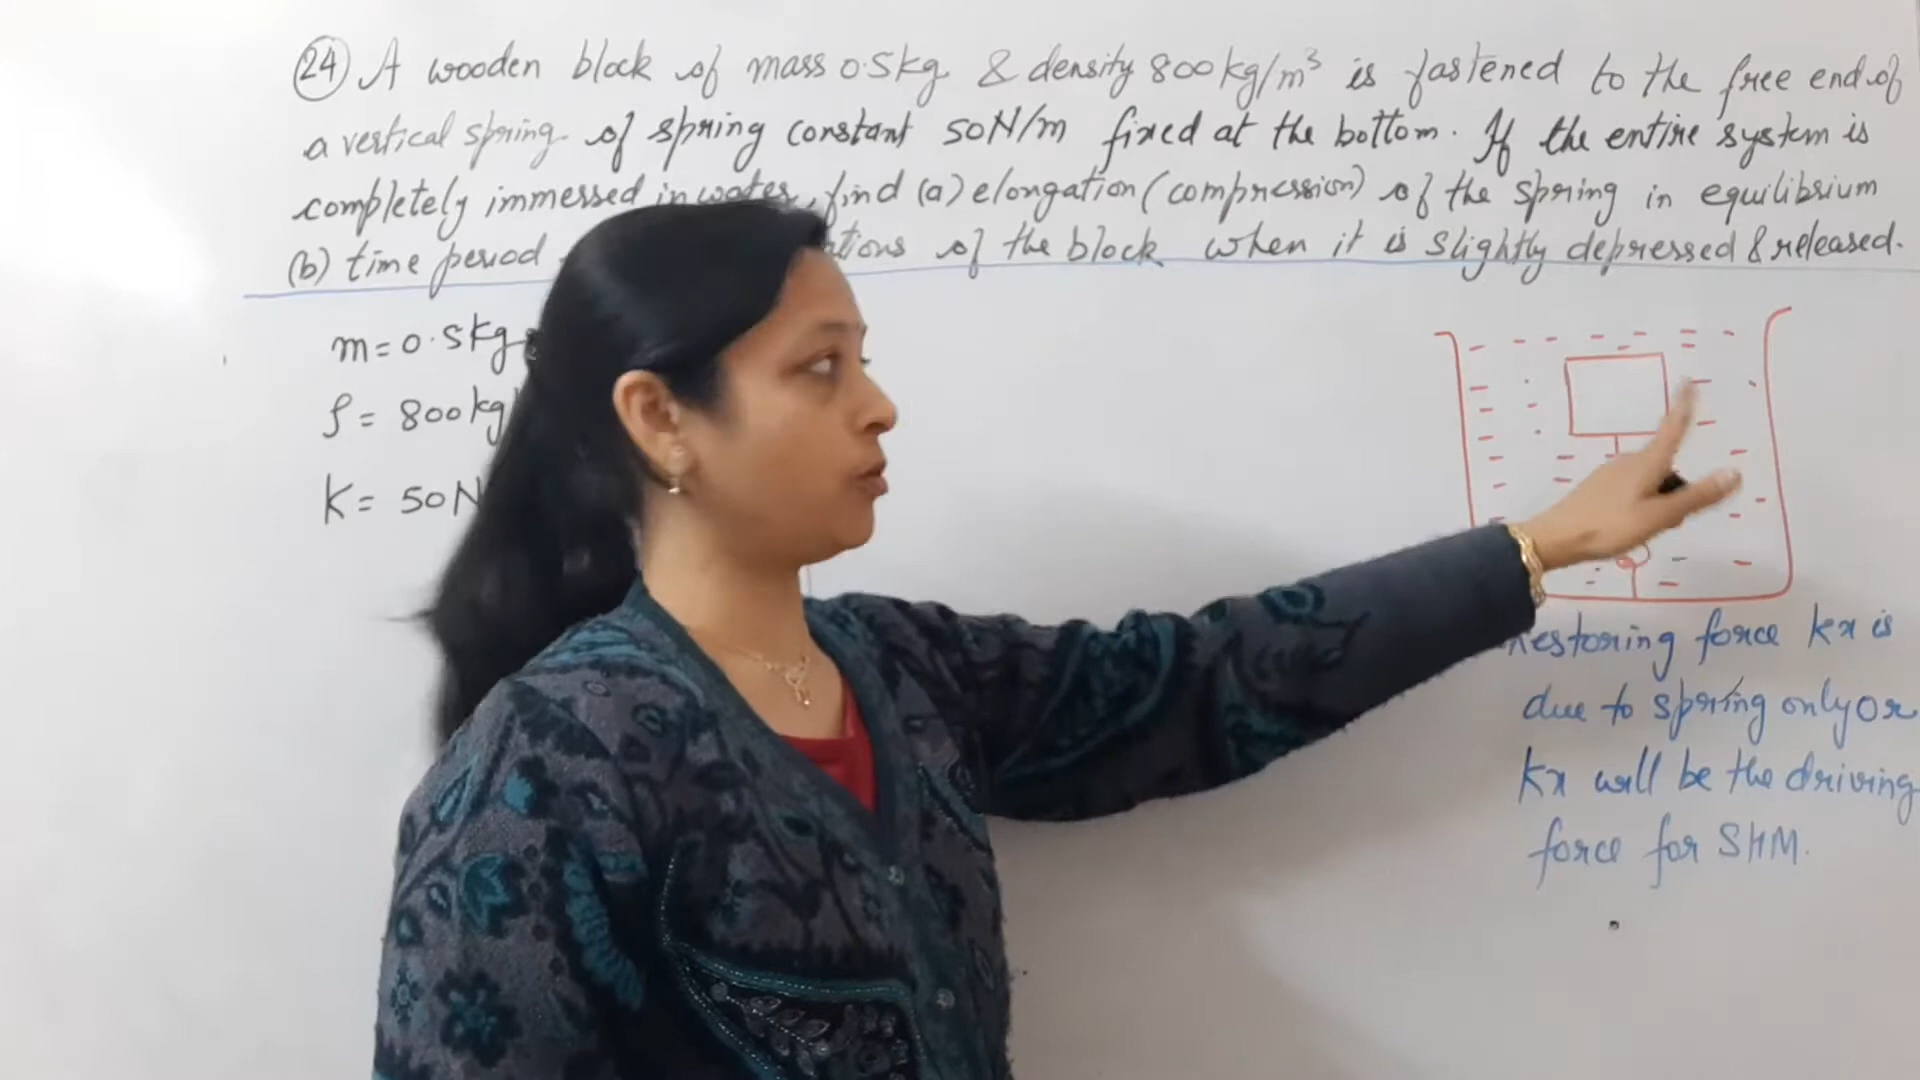 24 A wooden block of mass 0.5kg & density 800kg/m³ is fastened to the free end of
a vertical spring of spring constant 50N/m fixed at the bottom. If the entire system is
completely immersed in water, find (a) elongation (compression) of the spring in equilibrium
(b) time period of the block when it is slightly depressed & released.
m = 0.5kg
ρ = 800kg/
K = 50N
Restoring force kx is
due to spring only or
kx will be the driving
force for SHM.